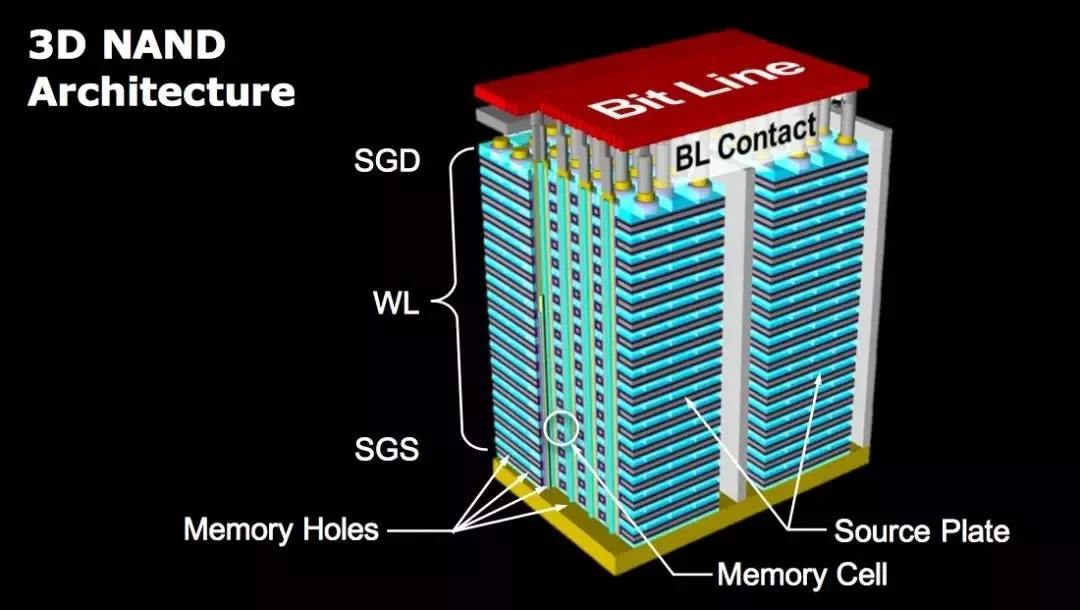 3D NAND
Architecture
Bit Line
BL Contact
SGD
WL
SGS
Memory Holes
Source Plate
Memory Cell